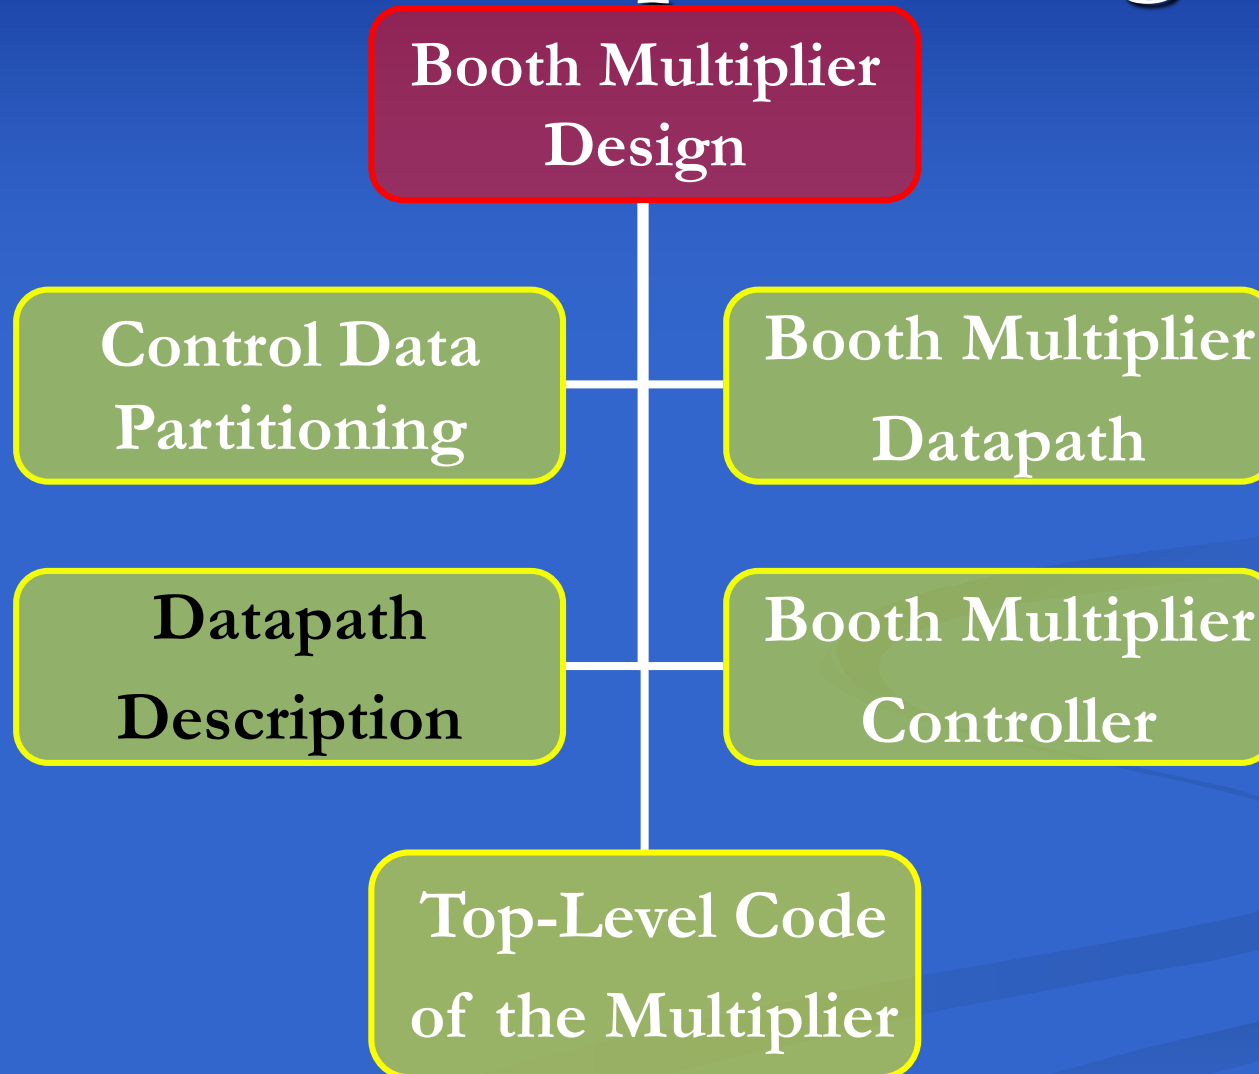 Booth Multiplier
Design
Control Data
Partitioning
Booth Multiplier
Datapath
Datapath
Description
Booth Multiplier
Controller
Top-Level Code
of the Multiplier